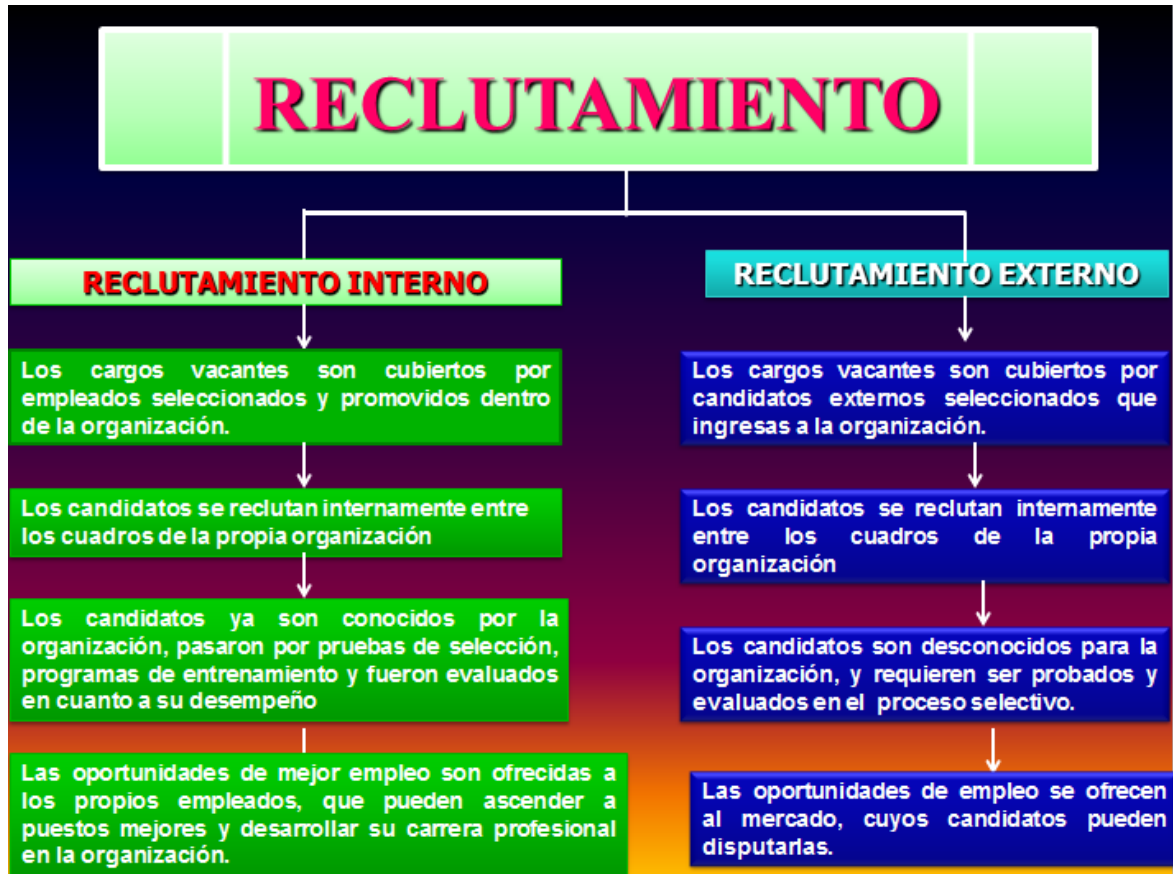 RECLUTAMIENTO
RECLUTAMIENTO INTERNO
Los cargos vacantes son cubiertos por
empleados seleccionados y promovidos dentro
de la organización.
Los candidatos se reclutan internamente entre
los cuadros de la propia organización
Los candidatos ya son conocidos por la
organización, pasaron por pruebas de selección,
programas de entrenamiento y fueron evaluados
en cuanto a su desempeño
Las oportunidades de mejor empleo son ofrecidas a
los propios empleados, que pueden ascender a
puestos mejores y desarrollar su carrera profesional
en la organización.
RECLUTAMIENTO EXTERNO
Los cargos vacantes son cubiertos por
candidatos externos seleccionados que
ingresas a la organización.
Los candidatos se reclutan internamente
entre los cuadros de la propia
organización
Los candidatos son desconocidos para la
organización, y requieren ser probados y
evaluados en el proceso selectivo.
Las oportunidades de empleo se ofrecen
al mercado, cuyos candidatos pueden
disputarlas.